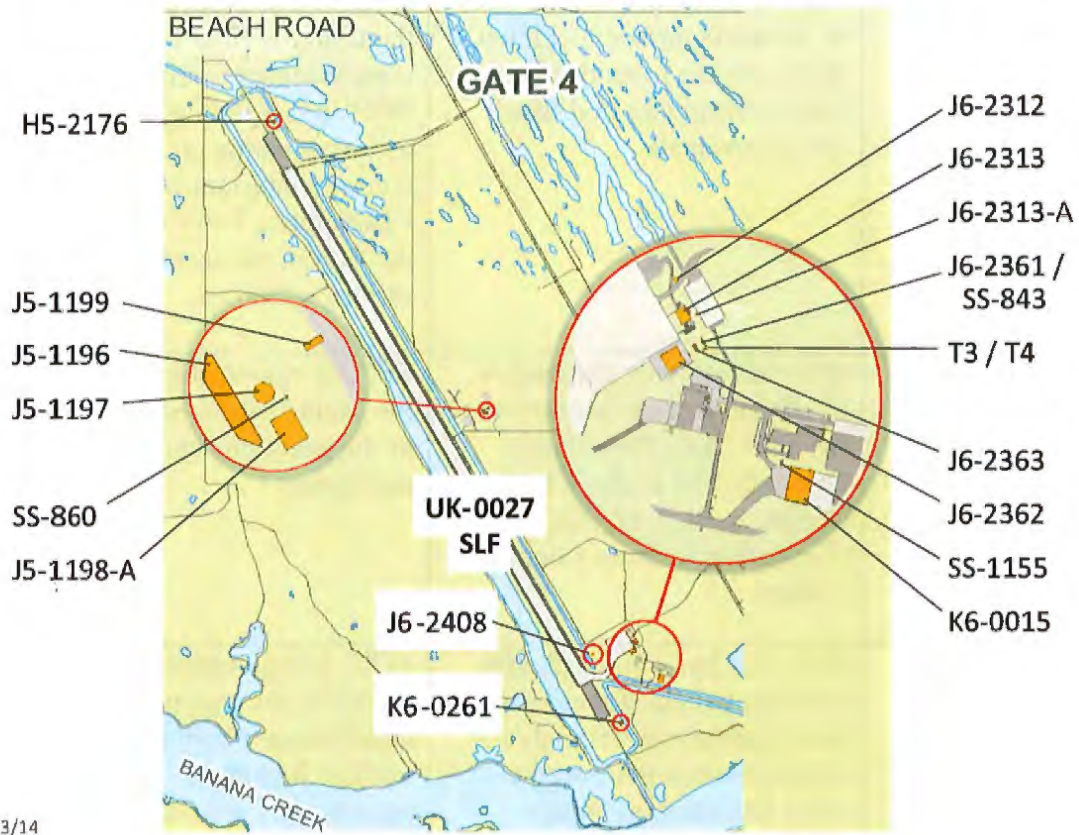 BEACH ROAD
GATE 4
H5-2176
J5-1199
J5-1196
J5-1197
SS-860
J5-1198-A
UK-0027
SLF
J6-2408
K6-0261
BANANA CREEK
J6-2312
J6-2313
J6-2313-A
J6-2361 /
SS-843
T3 / T4
J6-2363
J6-2362
SS-1155
K6-0015
3/14